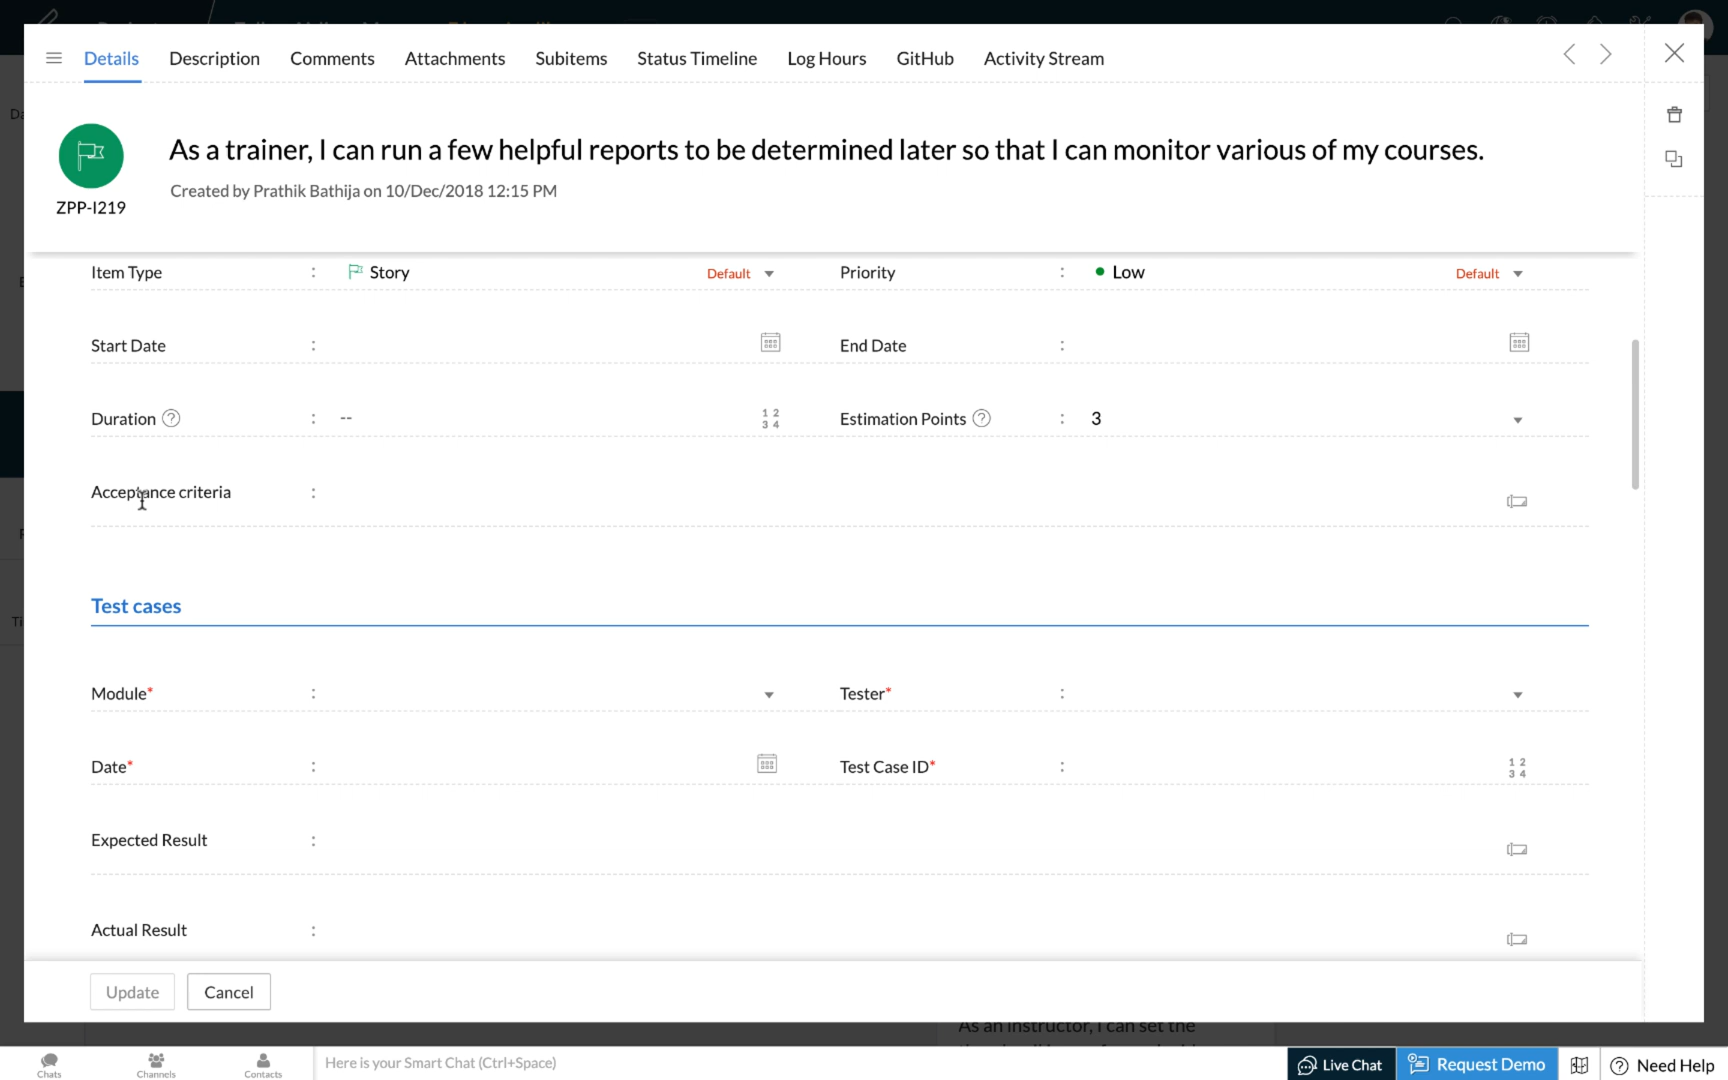 Details Description Comments Attachments Subitems Status Timeline Log Hours GitHub Activity Stream
As a trainer, I can run a few helpful reports to be determined later so that I can monitor various of my courses.
Created by Prathik Bathija on 10/Dec/2018 12:15 PM
ZPP-I219
Item Type : Story Default Priority : Low Default
Start Date : End Date :
Duration ? : -- 1 2 3 4 Estimation Points ? : 3
Acceptance criteria :
Test cases
Module* : Tester* :
Date* : Test Case ID* : 1 2 3 4
Expected Result :
Actual Result :
Update Cancel
As an instructor, I can set the
Chats Channels Contacts Here is your Smart Chat (Ctrl+Space) Live Chat Request Demo ? Need Help